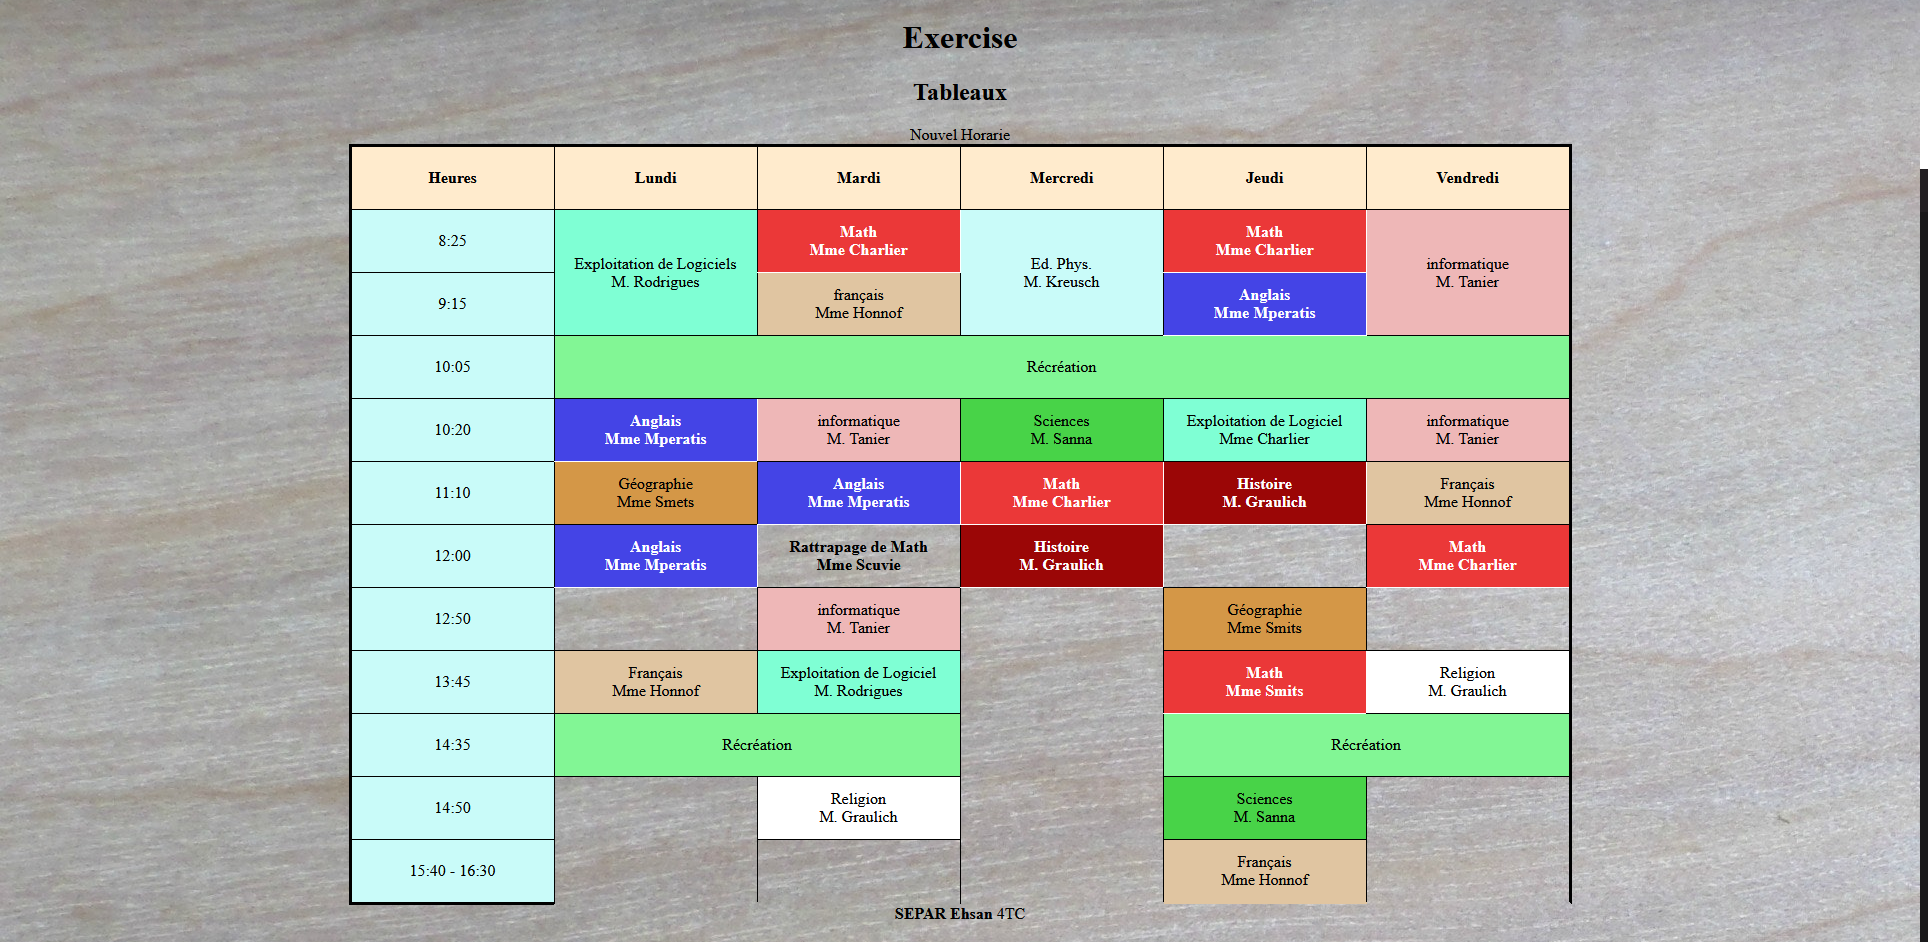 Exercise
Tableaux
Nouvel Horarie
Heures Lundi Mardi Mercredi Jeudi Vendredi
8:25
Exploitation de Logiciels
M. Rodrigues
Math
Mme Charlier
Ed. Phys.
M. Kreusch
Math
Mme Charlier
informatique
M. Tanier
9:15
français
Mme Honnof
Anglais
Mme Mperatis
10:05
Récréation
10:20
Anglais
Mme Mperatis
informatique
M. Tanier
Sciences
M. Sanna
Exploitation de Logiciel
Mme Charlier
informatique
M. Tanier
11:10
Géographie
Mme Smets
Anglais
Mme Mperatis
Math
Mme Charlier
Histoire
M. Graulich
Français
Mme Honnof
12:00
Anglais
Mme Mperatis
Rattrapage de Math
Mme Scuvie
Histoire
M. Graulich
Math
Mme Charlier
12:50
informatique
M. Tanier
Géographie
Mme Smits
13:45
Français
Mme Honnof
Exploitation de Logiciel
M. Rodrigues
Math
Mme Smits
Religion
M. Graulich
14:35
Récréation
Récréation
14:50
Religion
M. Graulich
Sciences
M. Sanna
15:40 - 16:30
Français
Mme Honnof
SEPAR Ehsan 4TC